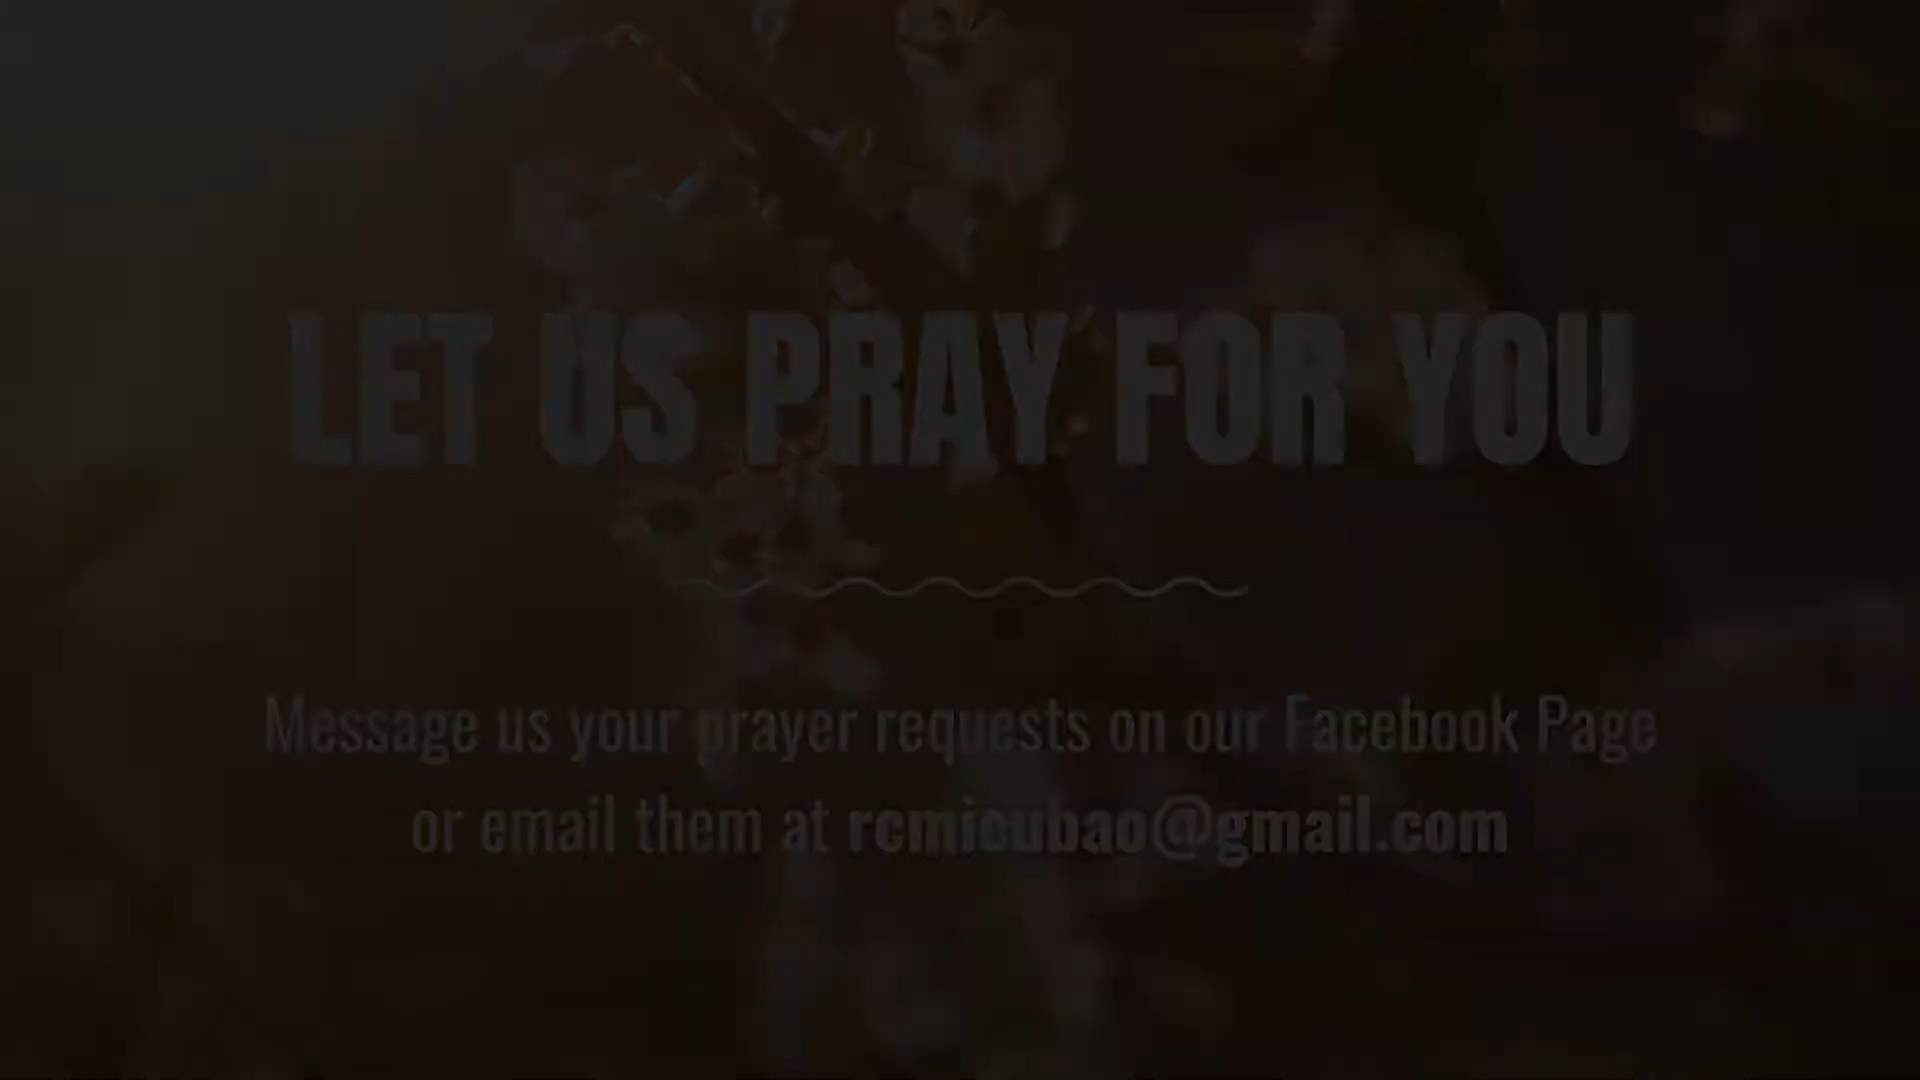 LET US PRAY FOR YOU
Message us your prayer requests on our Facebook Page
or email them at rcmicubao@gmail.com